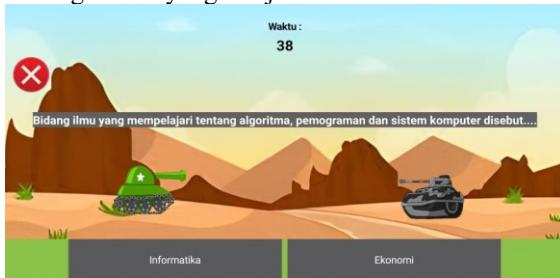 Waktu :
38
Bidang ilmu yang mempelajari tentang algoritma, pemograman dan sistem komputer disebut....
Informatika
Ekonomi